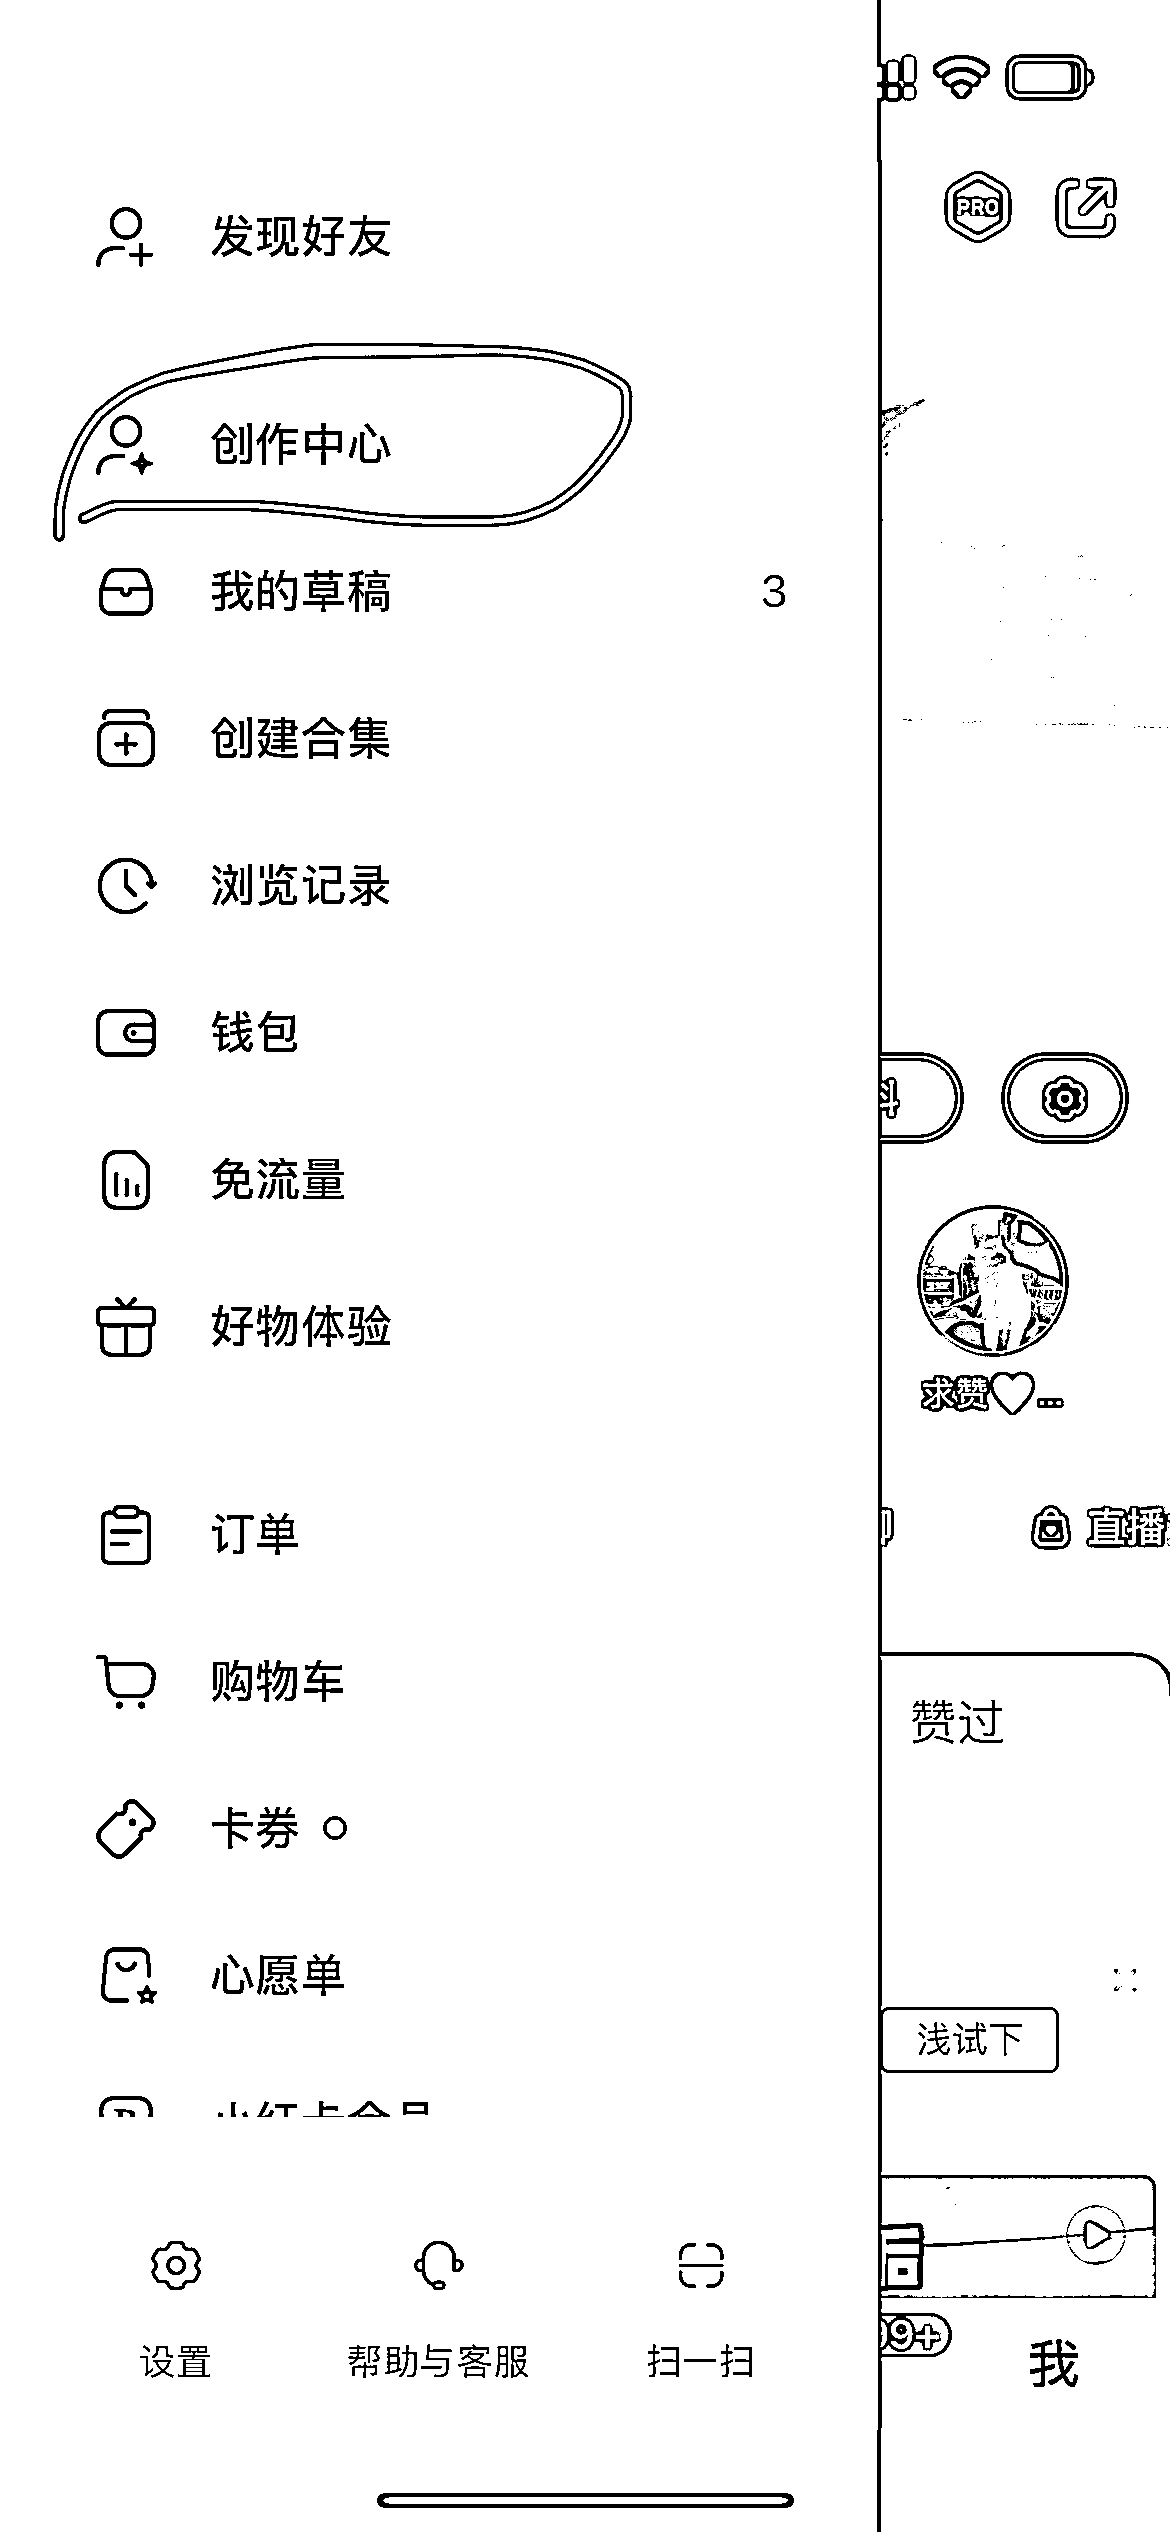 发现好友
创作中心
我的草稿 3
创建合集
浏览记录
钱包
免流量
好物体验
订单
购物车
卡券
心愿单
设置
帮助与客服
扫一扫
PRO
求赞♡...
直播
赞过
浅试下
9+
我